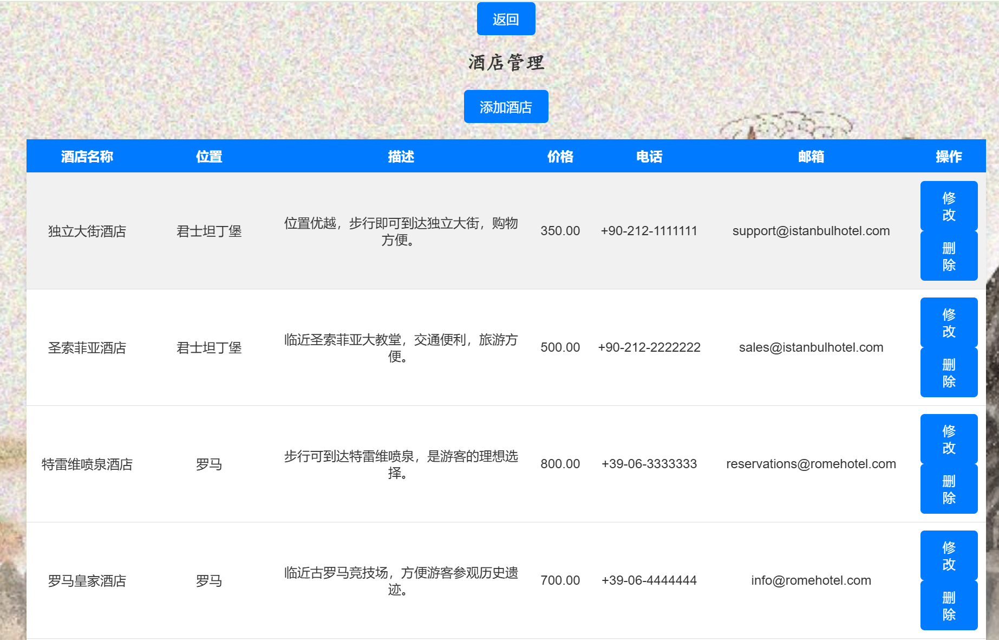 返回
酒店管理
添加酒店
酒店名称 位置 描述 价格 电话 邮箱 操作
独立大街酒店 君士坦丁堡 位置优越，步行即可到达独立大街，购物
方便。 350.00 +90-212-1111111 support@istanbulhotel.com 修
改
删
除
圣索菲亚酒店 君士坦丁堡 临近圣索菲亚大教堂，交通便利，旅游方
便。 500.00 +90-212-2222222 sales@istanbulhotel.com 修
改
删
除
特雷维喷泉酒店 罗马 步行可到达特雷维喷泉，是游客的理想选
择。 800.00 +39-06-3333333 reservations@romehotel.com 修
改
删
除
罗马皇家酒店 罗马 临近古罗马竞技场，方便游客参观历史遗
迹。 700.00 +39-06-4444444 info@romehotel.com 修
改
删
除